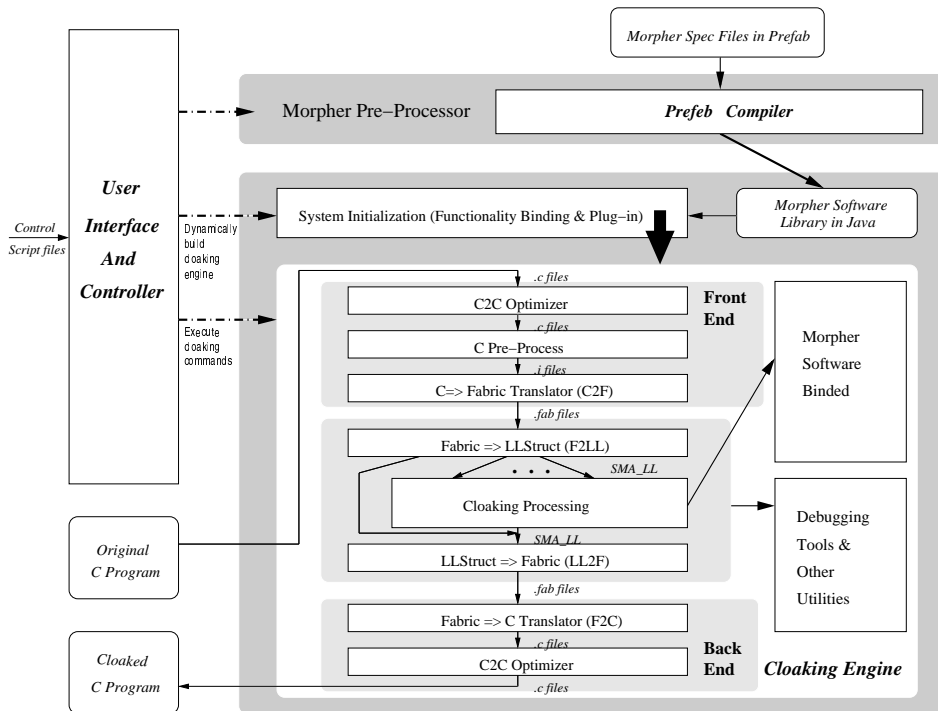 Morpher Spec Files in Prefab
Morpher Pre-Processor
Prefeb Compiler
User
Interface
And
Controller
Control
Script files
Dynamically
build
cloaking
engine
System Initialization (Functionality Binding & Plug-in)
Morpher Software
Library in Java
Execute
cloaking
commands
.c files
C2C Optimizer
Front
End
.c files
C Pre-Process
.i files
C=> Fabric Translator (C2F)
.fab files
Morpher
Software
Binded
Fabric => LLStruct (F2LL)
. . .
SMA_LL
Cloaking Processing
SMA_LL
LLStruct => Fabric (LL2F)
.fab files
Debugging
Tools &
Other
Utilities
Original
C Program
Fabric => C Translator (F2C)
.c files
C2C Optimizer
.c files
Back
End
Cloaking Engine
Cloaked
C Program